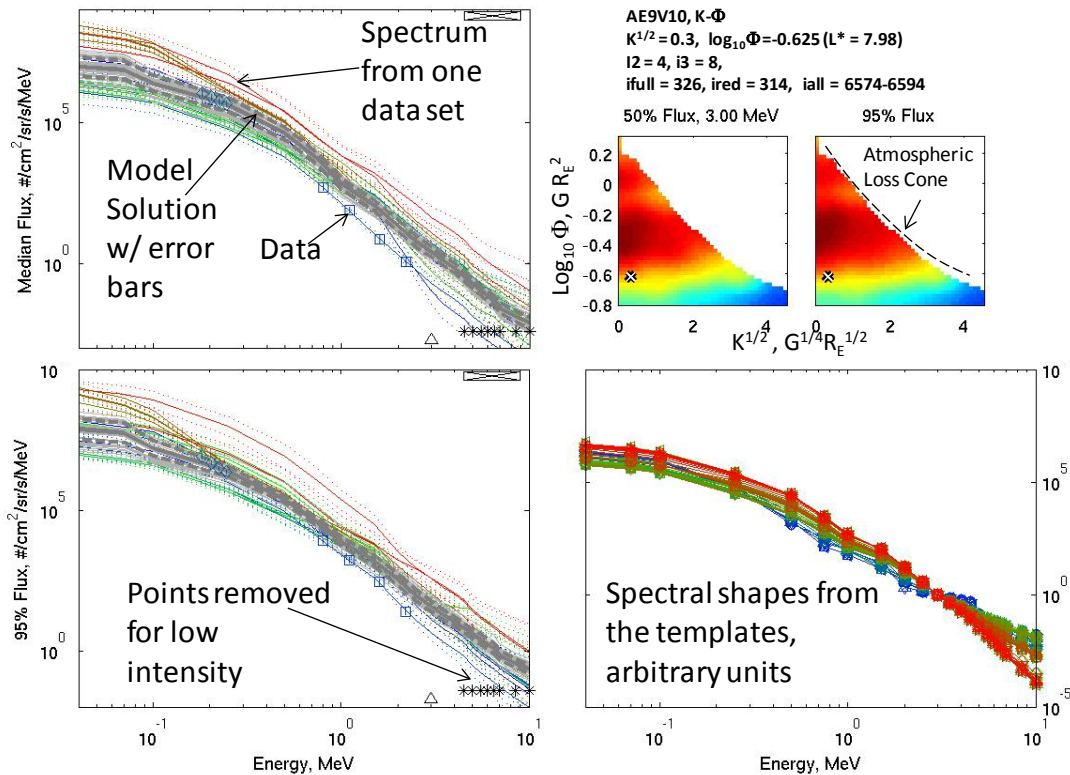 AE9V10, K-Φ
K^1/2 = 0.3, log10Φ=-0.625 (L* = 7.98)
I2 = 4, i3 = 8,
ifull = 326, ired = 314, iall = 6574-6594
Median Flux, #/cm^2/sr/s/MeV
10^5
10^0
Spectrum
from one
data set
Model
Solution
w/ error
bars
Data
50% Flux, 3.00 MeV
95% Flux
Log10 Φ, G RE^2
0.2
0
-0.2
-0.4
-0.6
-0.8
Atmospheric
Loss Cone
0
2
4
0
2
4
K^1/2, G^1/4RE^1/2
95% Flux, #/cm^2/sr/s/MeV
10
10^5
10^0
Points removed
for low
intensity
10^-1
10^0
10^1
Energy, MeV
10
10^5
10^0
10^-5
Spectral shapes from
the templates,
arbitrary units
10^-1
10^0
10^1
Energy, MeV